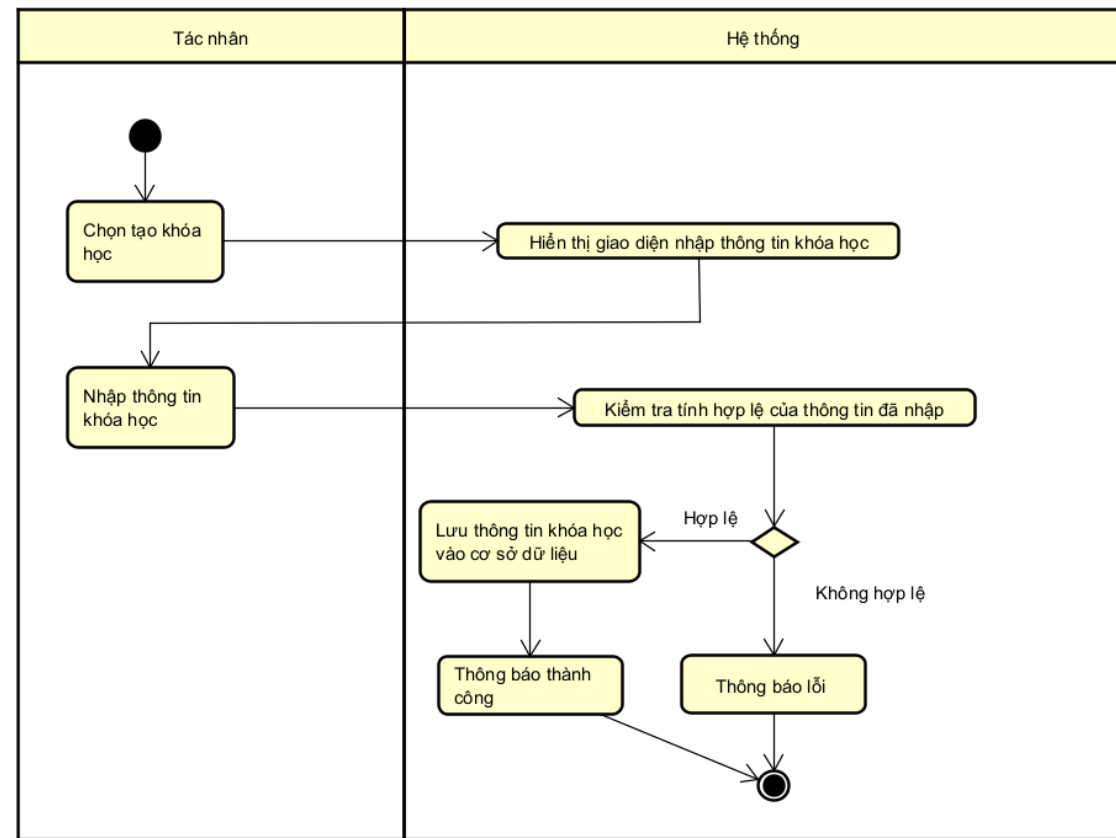 Tác nhân
Hệ thống
Chọn tạo khóa
học
Hiển thị giao diện nhập thông tin khóa học
Nhập thông tin
khóa học
Kiểm tra tính hợp lệ của thông tin đã nhập
Lưu thông tin khóa học
vào cơ sở dữ liệu
Hợp lệ
Không hợp lệ
Thông báo thành
công
Thông báo lỗi